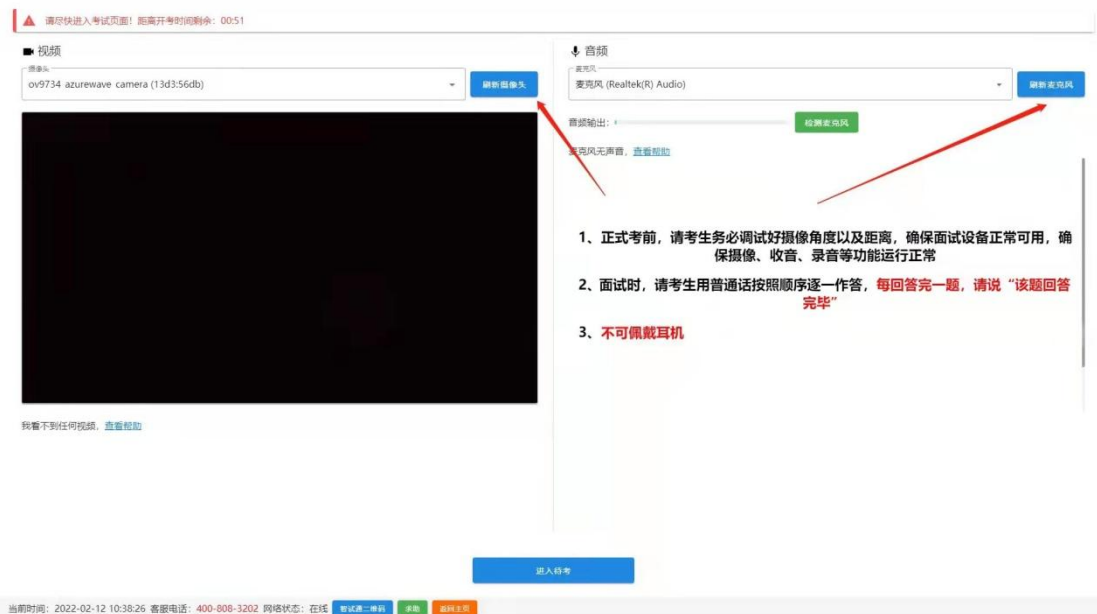 请尽快进入考试页面！距离开考时间剩余：00:51
视频
摄像头
ov9734 azurewave camera (13d3:56db)
刷新摄像头
我看不到任何视频，查看帮助
音频
麦克风
麦克风 (Realtek(R) Audio)
刷新麦克风
音频输出：
检测麦克风
麦克风无声音，查看帮助
1、正式考前，请考生务必调试好摄像角度以及距离，确保面试设备正常可用，确
保摄像、收音、录音等功能运行正常
2、面试时，请考生用普通话按照顺序逐一作答，每回答完一题，请说“该题回答
完毕”
3、不可佩戴耳机
进入待考
当前时间：2022-02-12 10:38:26 客服电话：400-808-3202 网络状态：在线 智试通二维码 求助 返回主页